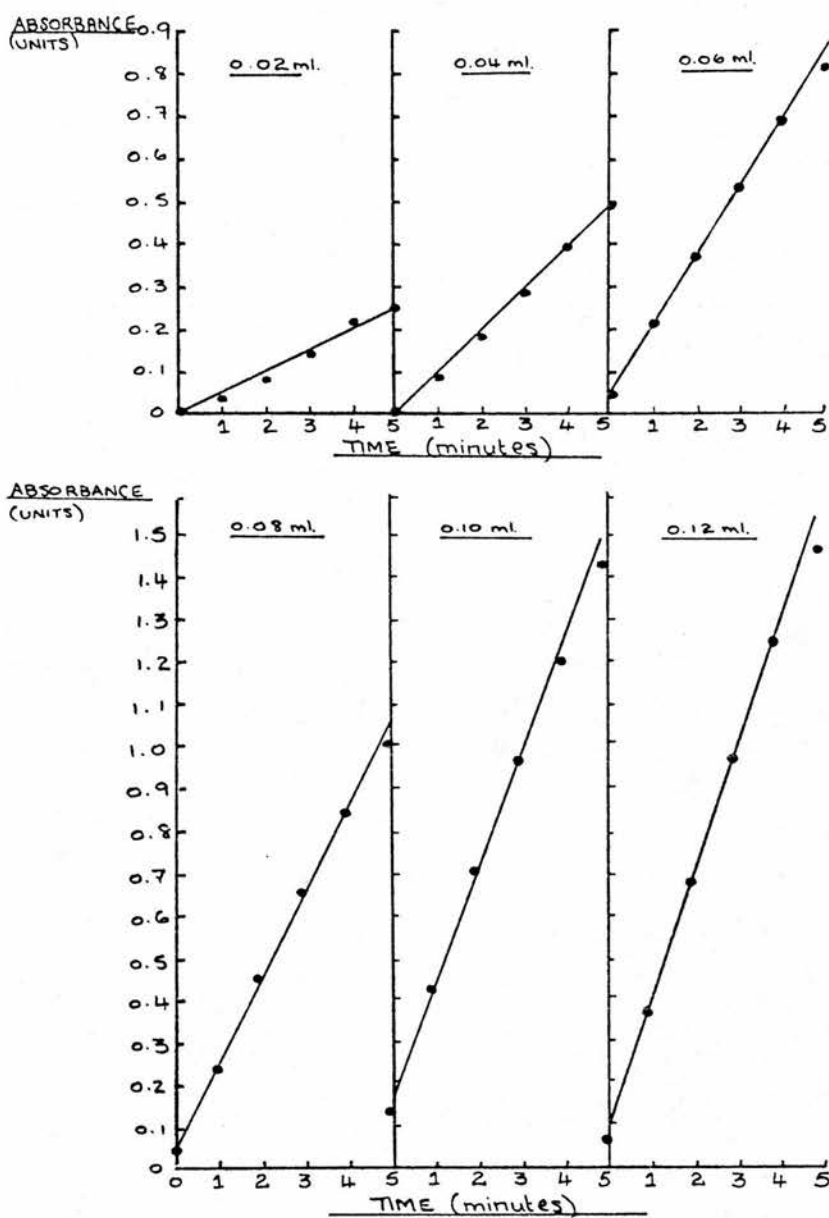 ABSORBANCE
(UNITS)
0.02 ml. 0.04 ml. 0.06 ml.
0.9
0.8
0.7
0.6
0.5
0.4
0.3
0.2
0.1
0
1 2 3 4 5 1 2 3 4 5 1 2 3 4 5
TIME (minutes)
ABSORBANCE
(UNITS)
0.08 ml. 0.10 ml. 0.12 ml.
1.5
1.4
1.3
1.2
1.1
1.0
0.9
0.8
0.7
0.6
0.5
0.4
0.3
0.2
0.1
0
0 1 2 3 4 5 1 2 3 4 5 1 2 3 4 5
TIME (minutes)